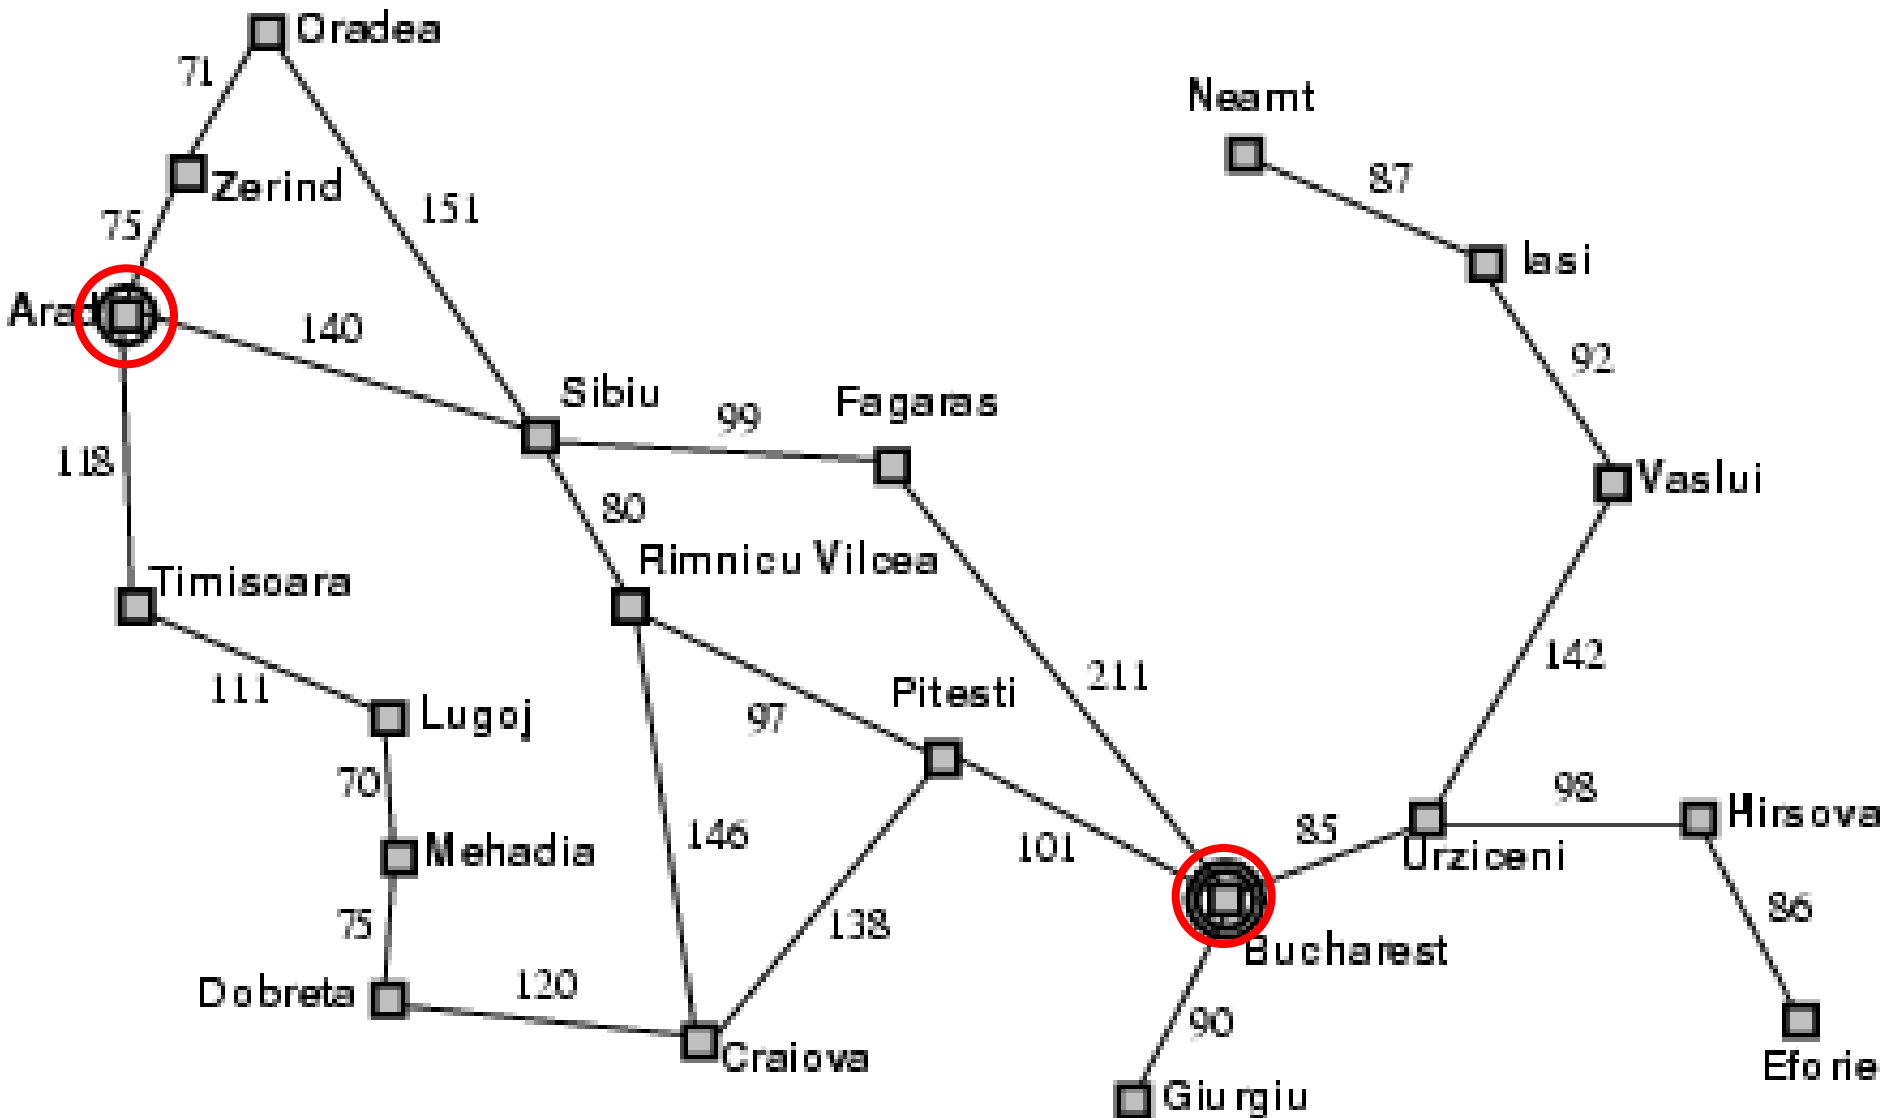 Oradea
71
Neamt
Zerind
87
151
75
Iasi
Arad
140
92
Sibiu
Fagaras
99
118
Vaslui
80
Rimnicu Vilcea
Timisoara
142
211
111
Pitesti
Lugoj
97
70
98
Hirsova
85
146
101
Mehadia
Urziceni
75
138
86
Bucharest
Dobreta
120
90
Craiova
Eforie
Giurgiu